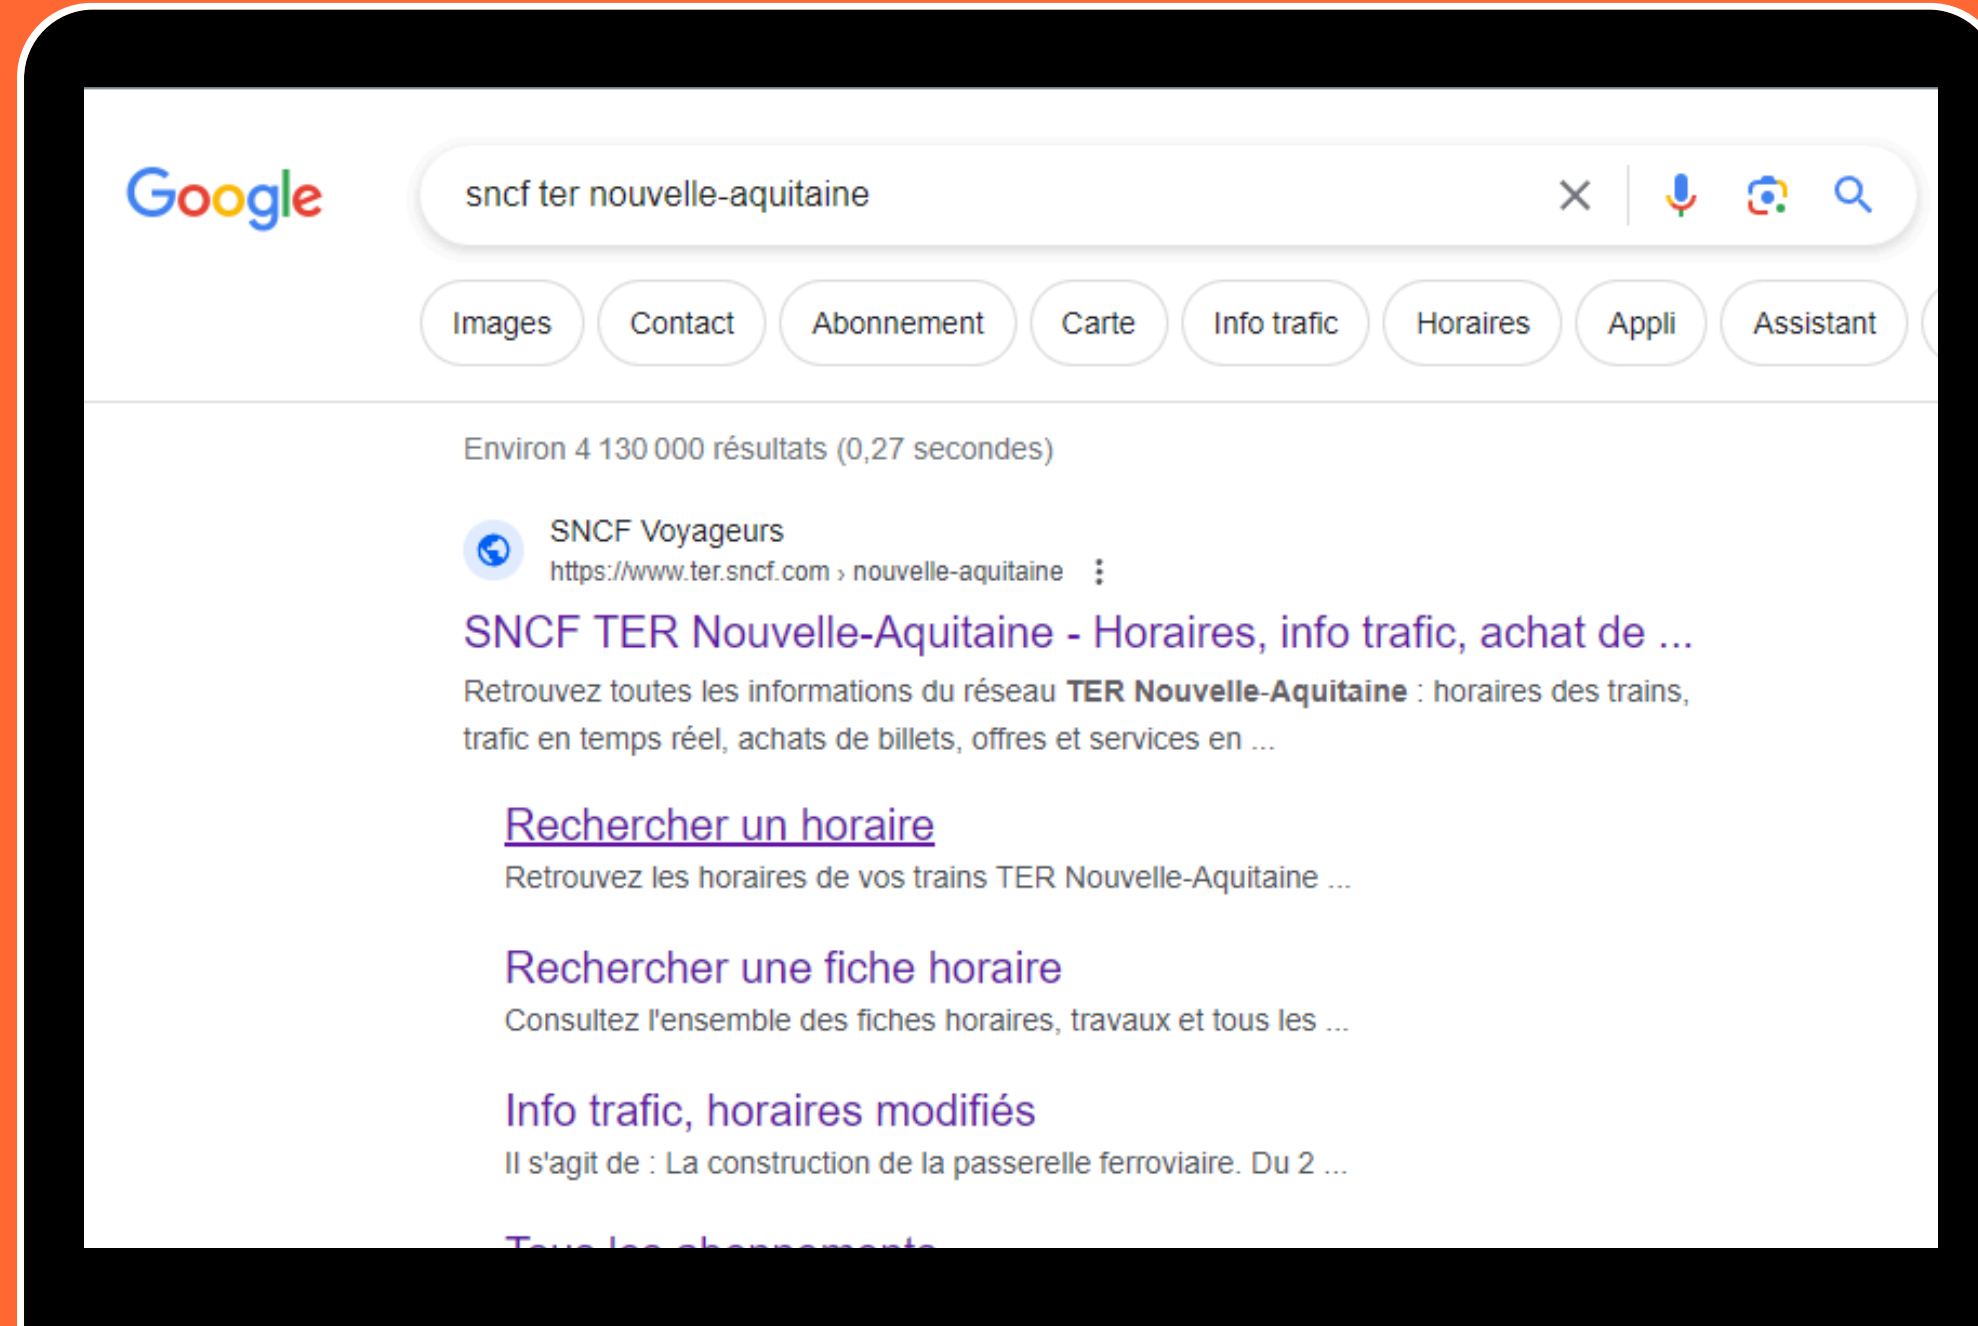 Google
sncf ter nouvelle-aquitaine
Images Contact Abonnement Carte Info trafic Horaires Appli Assistant
Environ 4 130 000 résultats (0,27 secondes)
SNCF Voyageurs
https://www.ter.sncf.com › nouvelle-aquitaine
SNCF TER Nouvelle-Aquitaine - Horaires, info trafic, achat de ...
Retrouvez toutes les informations du réseau TER Nouvelle-Aquitaine : horaires des trains,
trafic en temps réel, achats de billets, offres et services en ...
Rechercher un horaire
Retrouvez les horaires de vos trains TER Nouvelle-Aquitaine ...
Rechercher une fiche horaire
Consultez l'ensemble des fiches horaires, travaux et tous les ...
Info trafic, horaires modifiés
Il s'agit de : La construction de la passerelle ferroviaire. Du 2 ...
Tous les abonnements